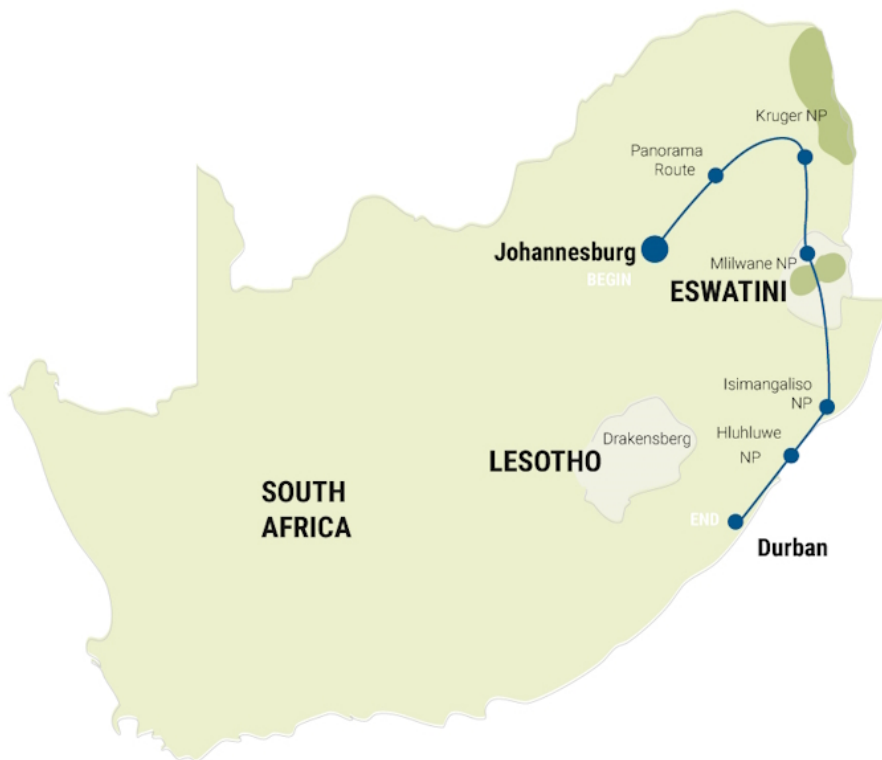 Kruger NP
Panorama
Route
Johannesburg
BEGIN
Mlilwane NP
ESWATINI
Isimangaliso
NP
Hluhluwe
NP
Drakensberg
LESOTHO
SOUTH
AFRICA
END
Durban